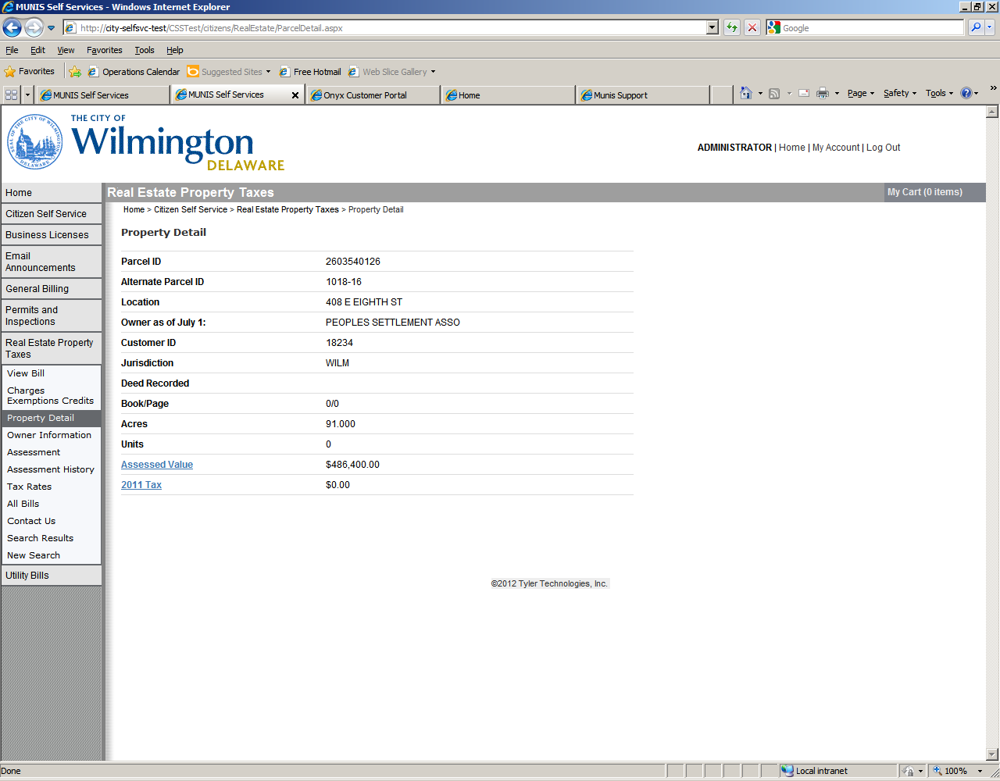 MUNIS Self Services - Windows Internet Explorer
http://city-selfsvc-test/CSSTest/citizens/RealEstate/ParcelDetail.aspx
Google
File Edit View Favorites Tools Help
Favorites Operations Calendar Suggested Sites Free Hotmail Web Slice Gallery
MUNIS Self Services MUNIS Self Services Onyx Customer Portal Home Munis Support Page Safety Tools
THE CITY OF
Wilmington
DELAWARE
ADMINISTRATOR | Home | My Account | Log Out
Real Estate Property Taxes
My Cart (0 items)
Home > Citizen Self Service > Real Estate Property Taxes > Property Detail
Home
Citizen Self Service
Business Licenses
Email
Announcements
General Billing
Permits and
Inspections
Real Estate Property
Taxes
View Bill
Charges
Exemptions Credits
Property Detail
Owner Information
Assessment
Assessment History
Tax Rates
All Bills
Contact Us
Search Results
New Search
Utility Bills
Property Detail
Parcel ID 2603540126
Alternate Parcel ID 1018-16
Location 408 E EIGHTH ST
Owner as of July 1: PEOPLES SETTLEMENT ASSO
Customer ID 18234
Jurisdiction WILM
Deed Recorded
Book/Page 0/0
Acres 91.000
Units 0
Assessed Value $486,400.00
2011 Tax $0.00
©2012 Tyler Technologies, Inc.
Done Local intranet 100%